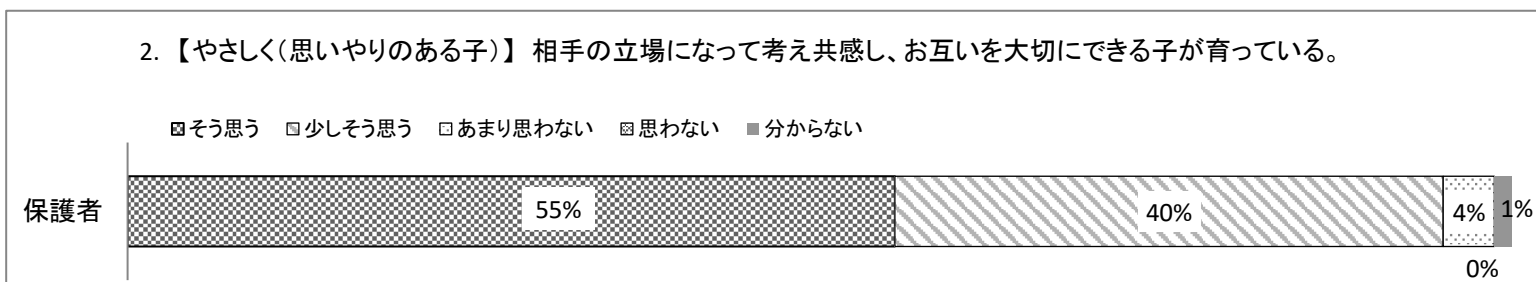 2. 【やさしく(思いやりのある子)】 相手の立場になって考え共感し、お互いを大切にできる子が育っている。
そう思う 少しそう思う あまり思わない 思わない 分からない
保護者 55% 40% 4% 1%
0%